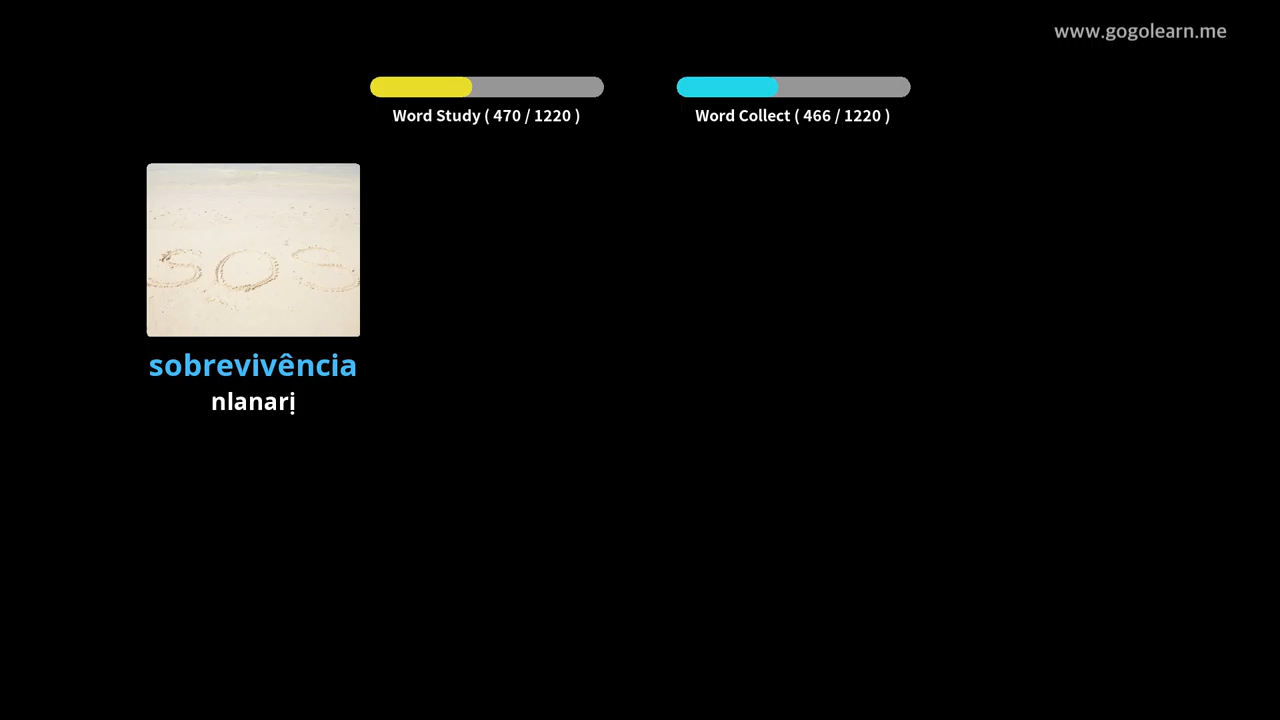 www.gogolearn.me
Word Study ( 470 / 1220 )
Word Collect ( 466 / 1220 )
SOS
sobrevivência
nlanarị